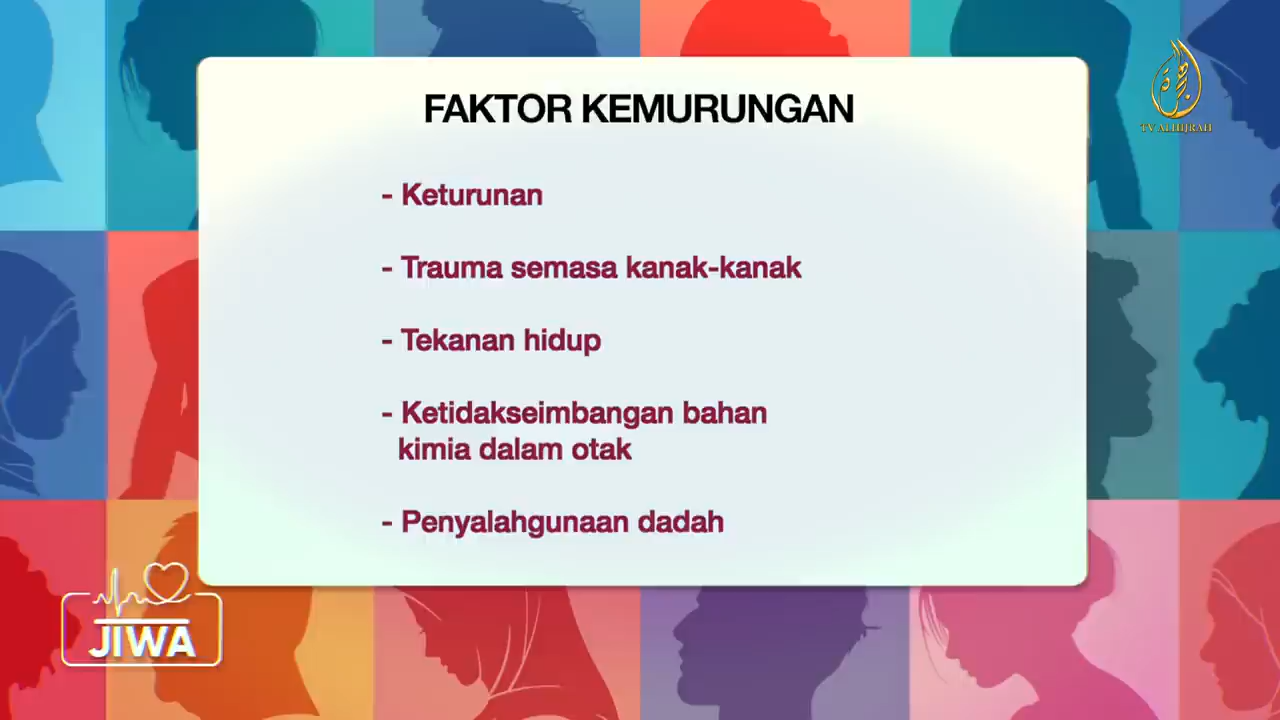 FAKTOR KEMURUNGAN
- Keturunan
- Trauma semasa kanak-kanak
- Tekanan hidup
- Ketidakseimbangan bahan
kimia dalam otak
- Penyalahgunaan dadah
TV ALHIJRAH
JIWA